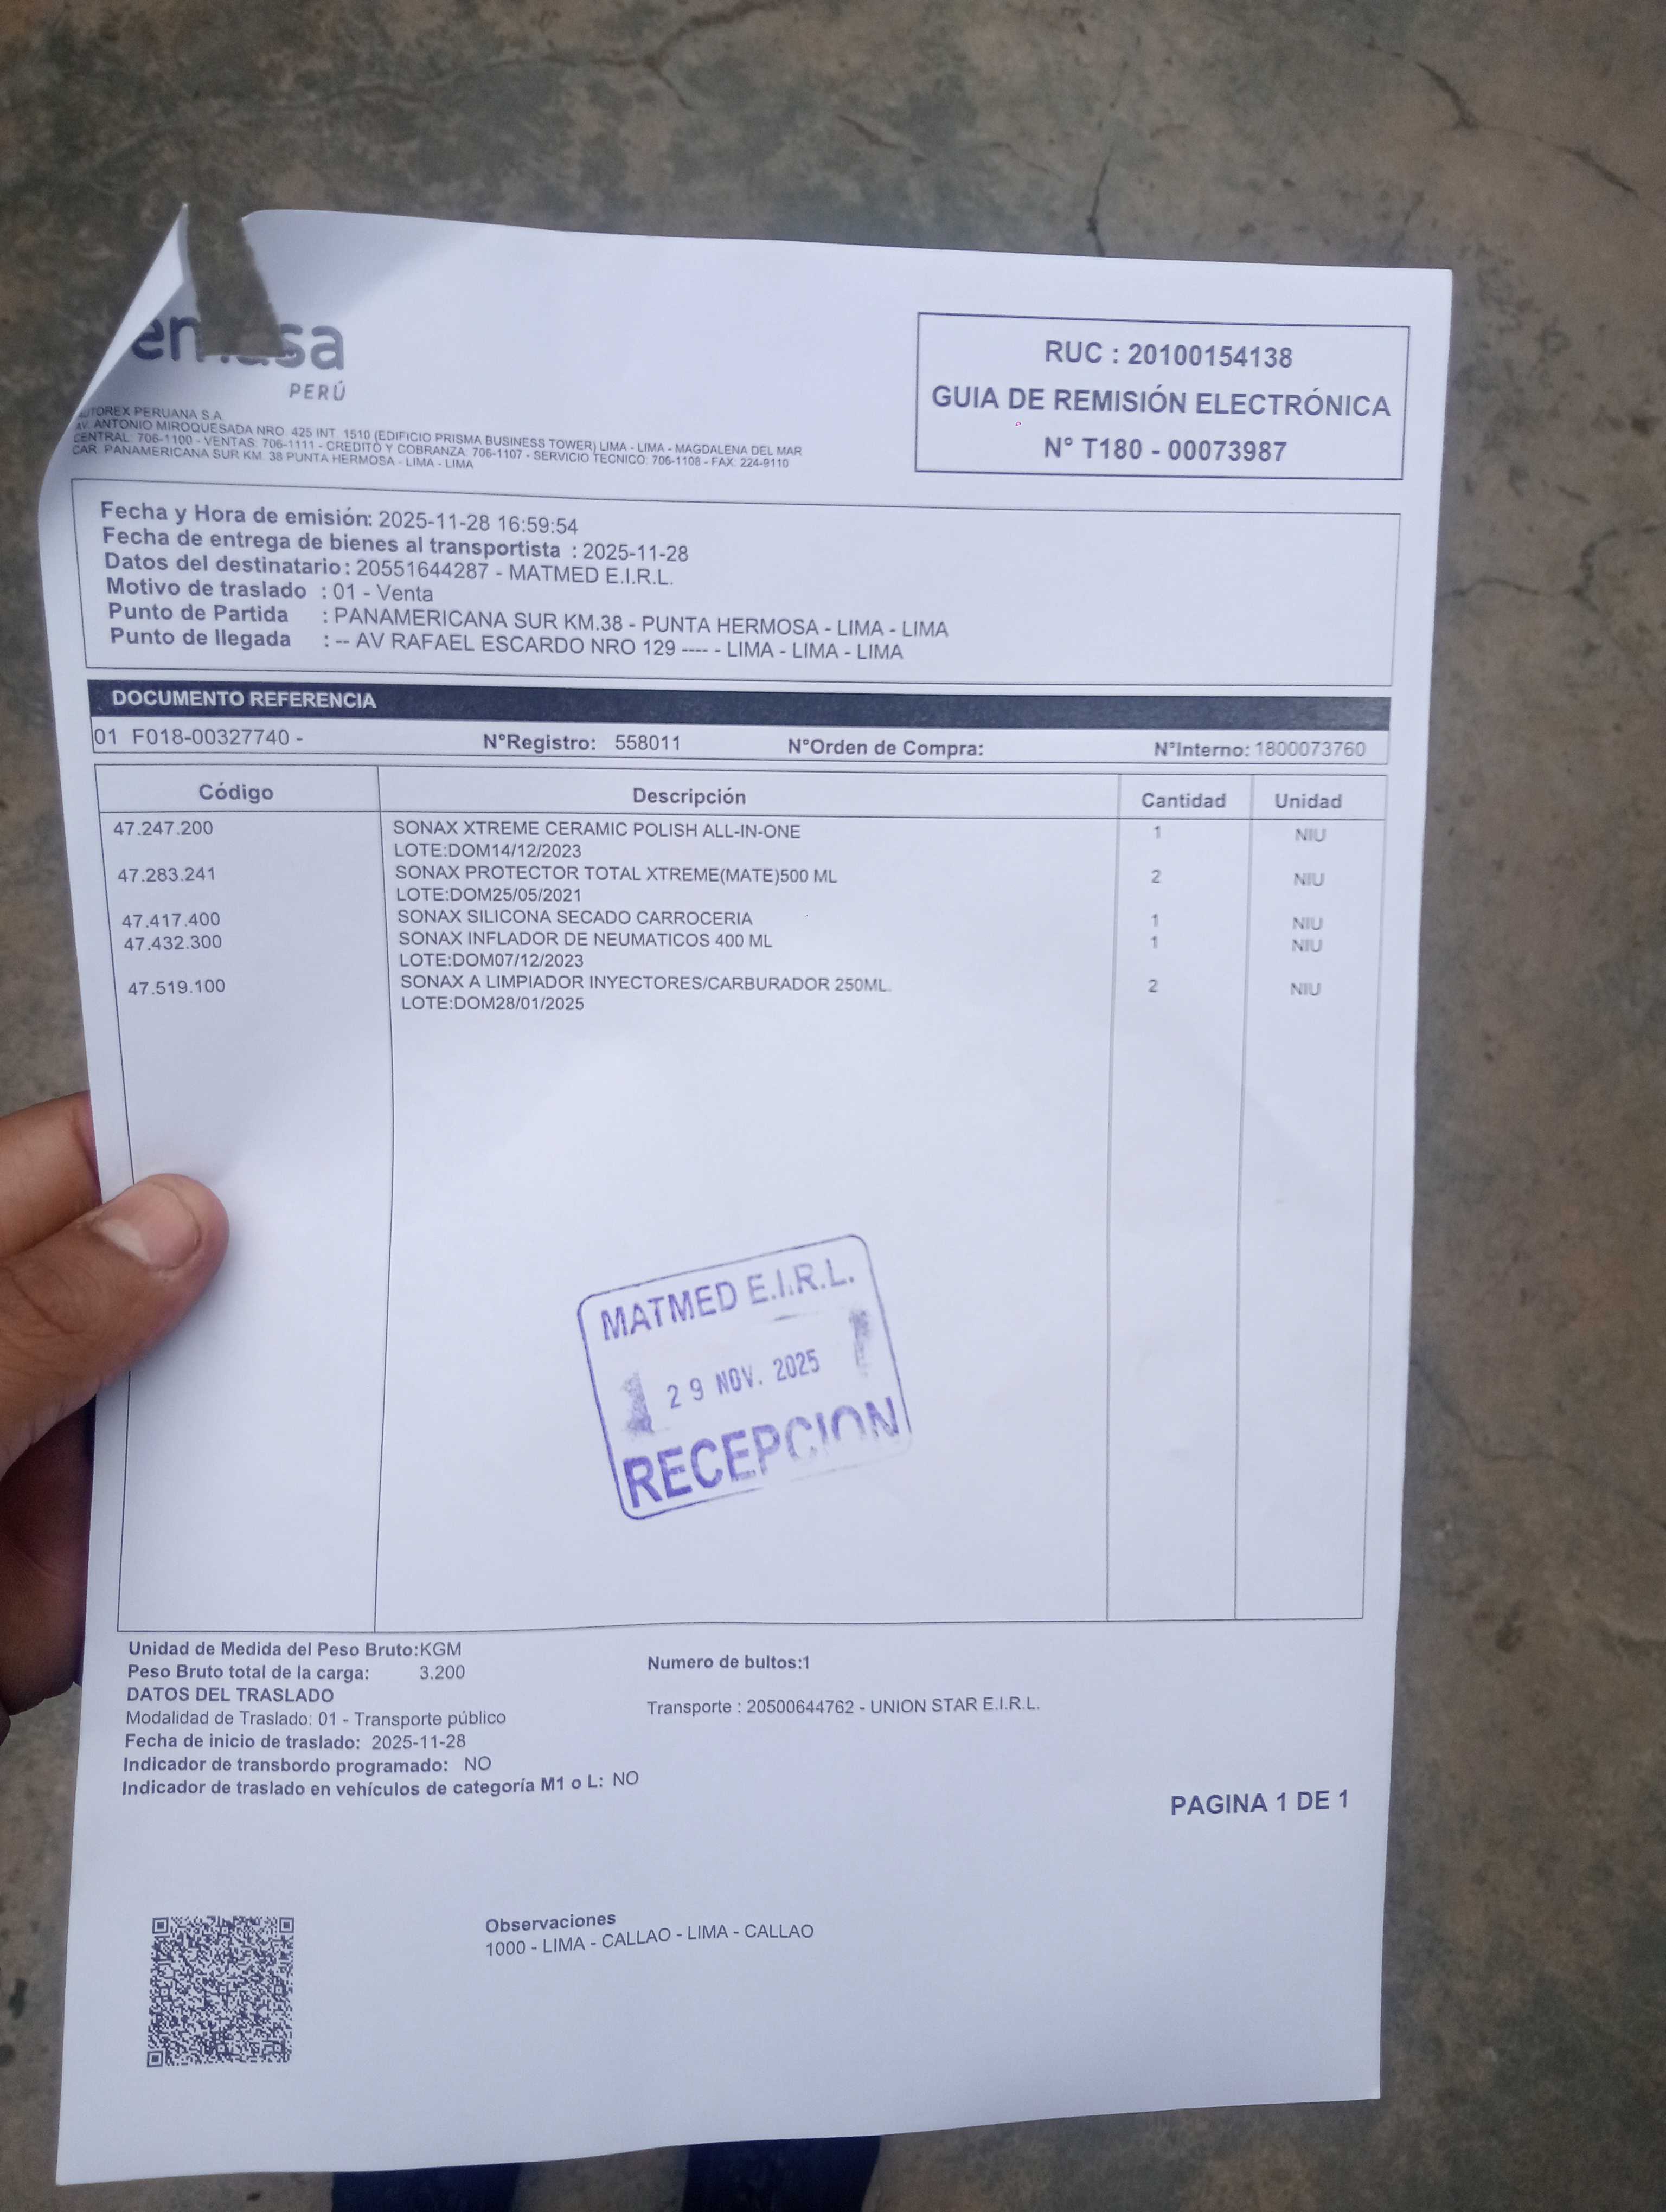 PERÚ
PERUANA S.A.
AV. ANTONIO MIROQUESADA NRO. 425 INT. 1510 (EDIFICIO PRISMA BUSINESS TOWER) LIMA - LIMA - MAGDALENA DEL MAR
CENTRAL: 706-1100 - VENTAS: 706-1111 - CREDITO Y COBRANZA: 706-1107 - SERVICIO TECNICO: 706-1108 - FAX: 224-9110
CAR. PANAMERICANA SUR KM. 38 PUNTA HERMOSA - LIMA - LIMA
RUC : 20100154138
GUIA DE REMISIÓN ELECTRÓNICA
N° T180 - 00073987
Fecha y Hora de emisión: 2025-11-28 16:59:54
Fecha de entrega de bienes al transportista : 2025-11-28
Datos del destinatario : 20551644287 - MATMED E.I.R.L.
Motivo de traslado : 01 - Venta
Punto de Partida : PANAMERICANA SUR KM.38 - PUNTA HERMOSA - LIMA - LIMA
Punto de llegada : -- AV RAFAEL ESCARDO NRO 129 ---- - LIMA - LIMA - LIMA
DOCUMENTO REFERENCIA
01 F018-00327740 - N°Registro: 558011 N°Orden de Compra: N°Interno: 1800073760
Código Descripción Cantidad Unidad
47.247.200 SONAX XTREME CERAMIC POLISH ALL-IN-ONE 1 NIU
LOTE:DOM14/12/2023
47.283.241 SONAX PROTECTOR TOTAL XTREME(MATE)500 ML 2 NIU
LOTE:DOM25/05/2021
47.417.400 SONAX SILICONA SECADO CARROCERIA 1 NIU
47.432.300 SONAX INFLADOR DE NEUMATICOS 400 ML 1 NIU
LOTE:DOM07/12/2023
47.519.100 SONAX A LIMPIADOR INYECTORES/CARBURADOR 250ML. 2 NIU
LOTE:DOM28/01/2025
MATMED E.I.R.L.
29 NOV. 2025
RECEPCION
Unidad de Medida del Peso Bruto:KGM
Peso Bruto total de la carga: 3.200 Numero de bultos:1
DATOS DEL TRASLADO
Modalidad de Traslado: 01 - Transporte público Transporte : 20500644762 - UNION STAR E.I.R.L.
Fecha de inicio de traslado: 2025-11-28
Indicador de transbordo programado: NO
Indicador de traslado en vehículos de categoría M1 o L: NO
PAGINA 1 DE 1
Observaciones
1000 - LIMA - CALLAO - LIMA - CALLAO